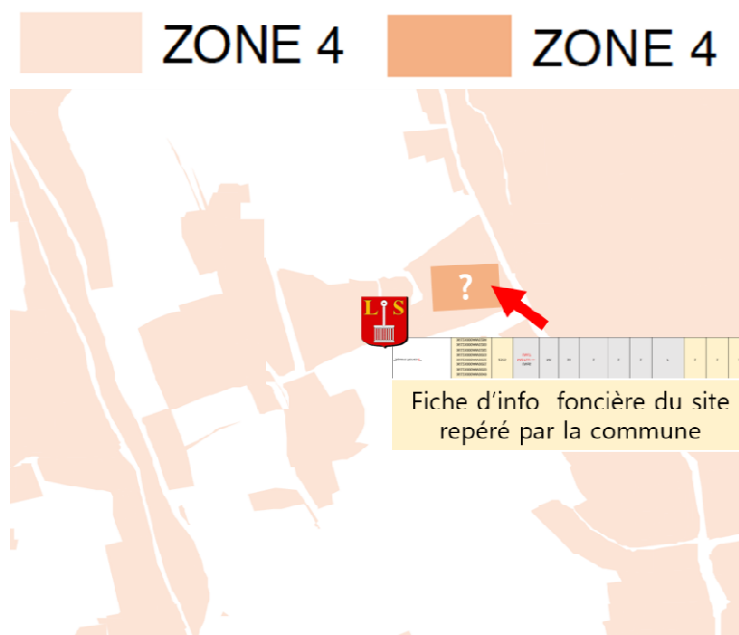 ZONE 4 ZONE 4
?
L S
Fiche d'info foncière du site
repéré par la commune